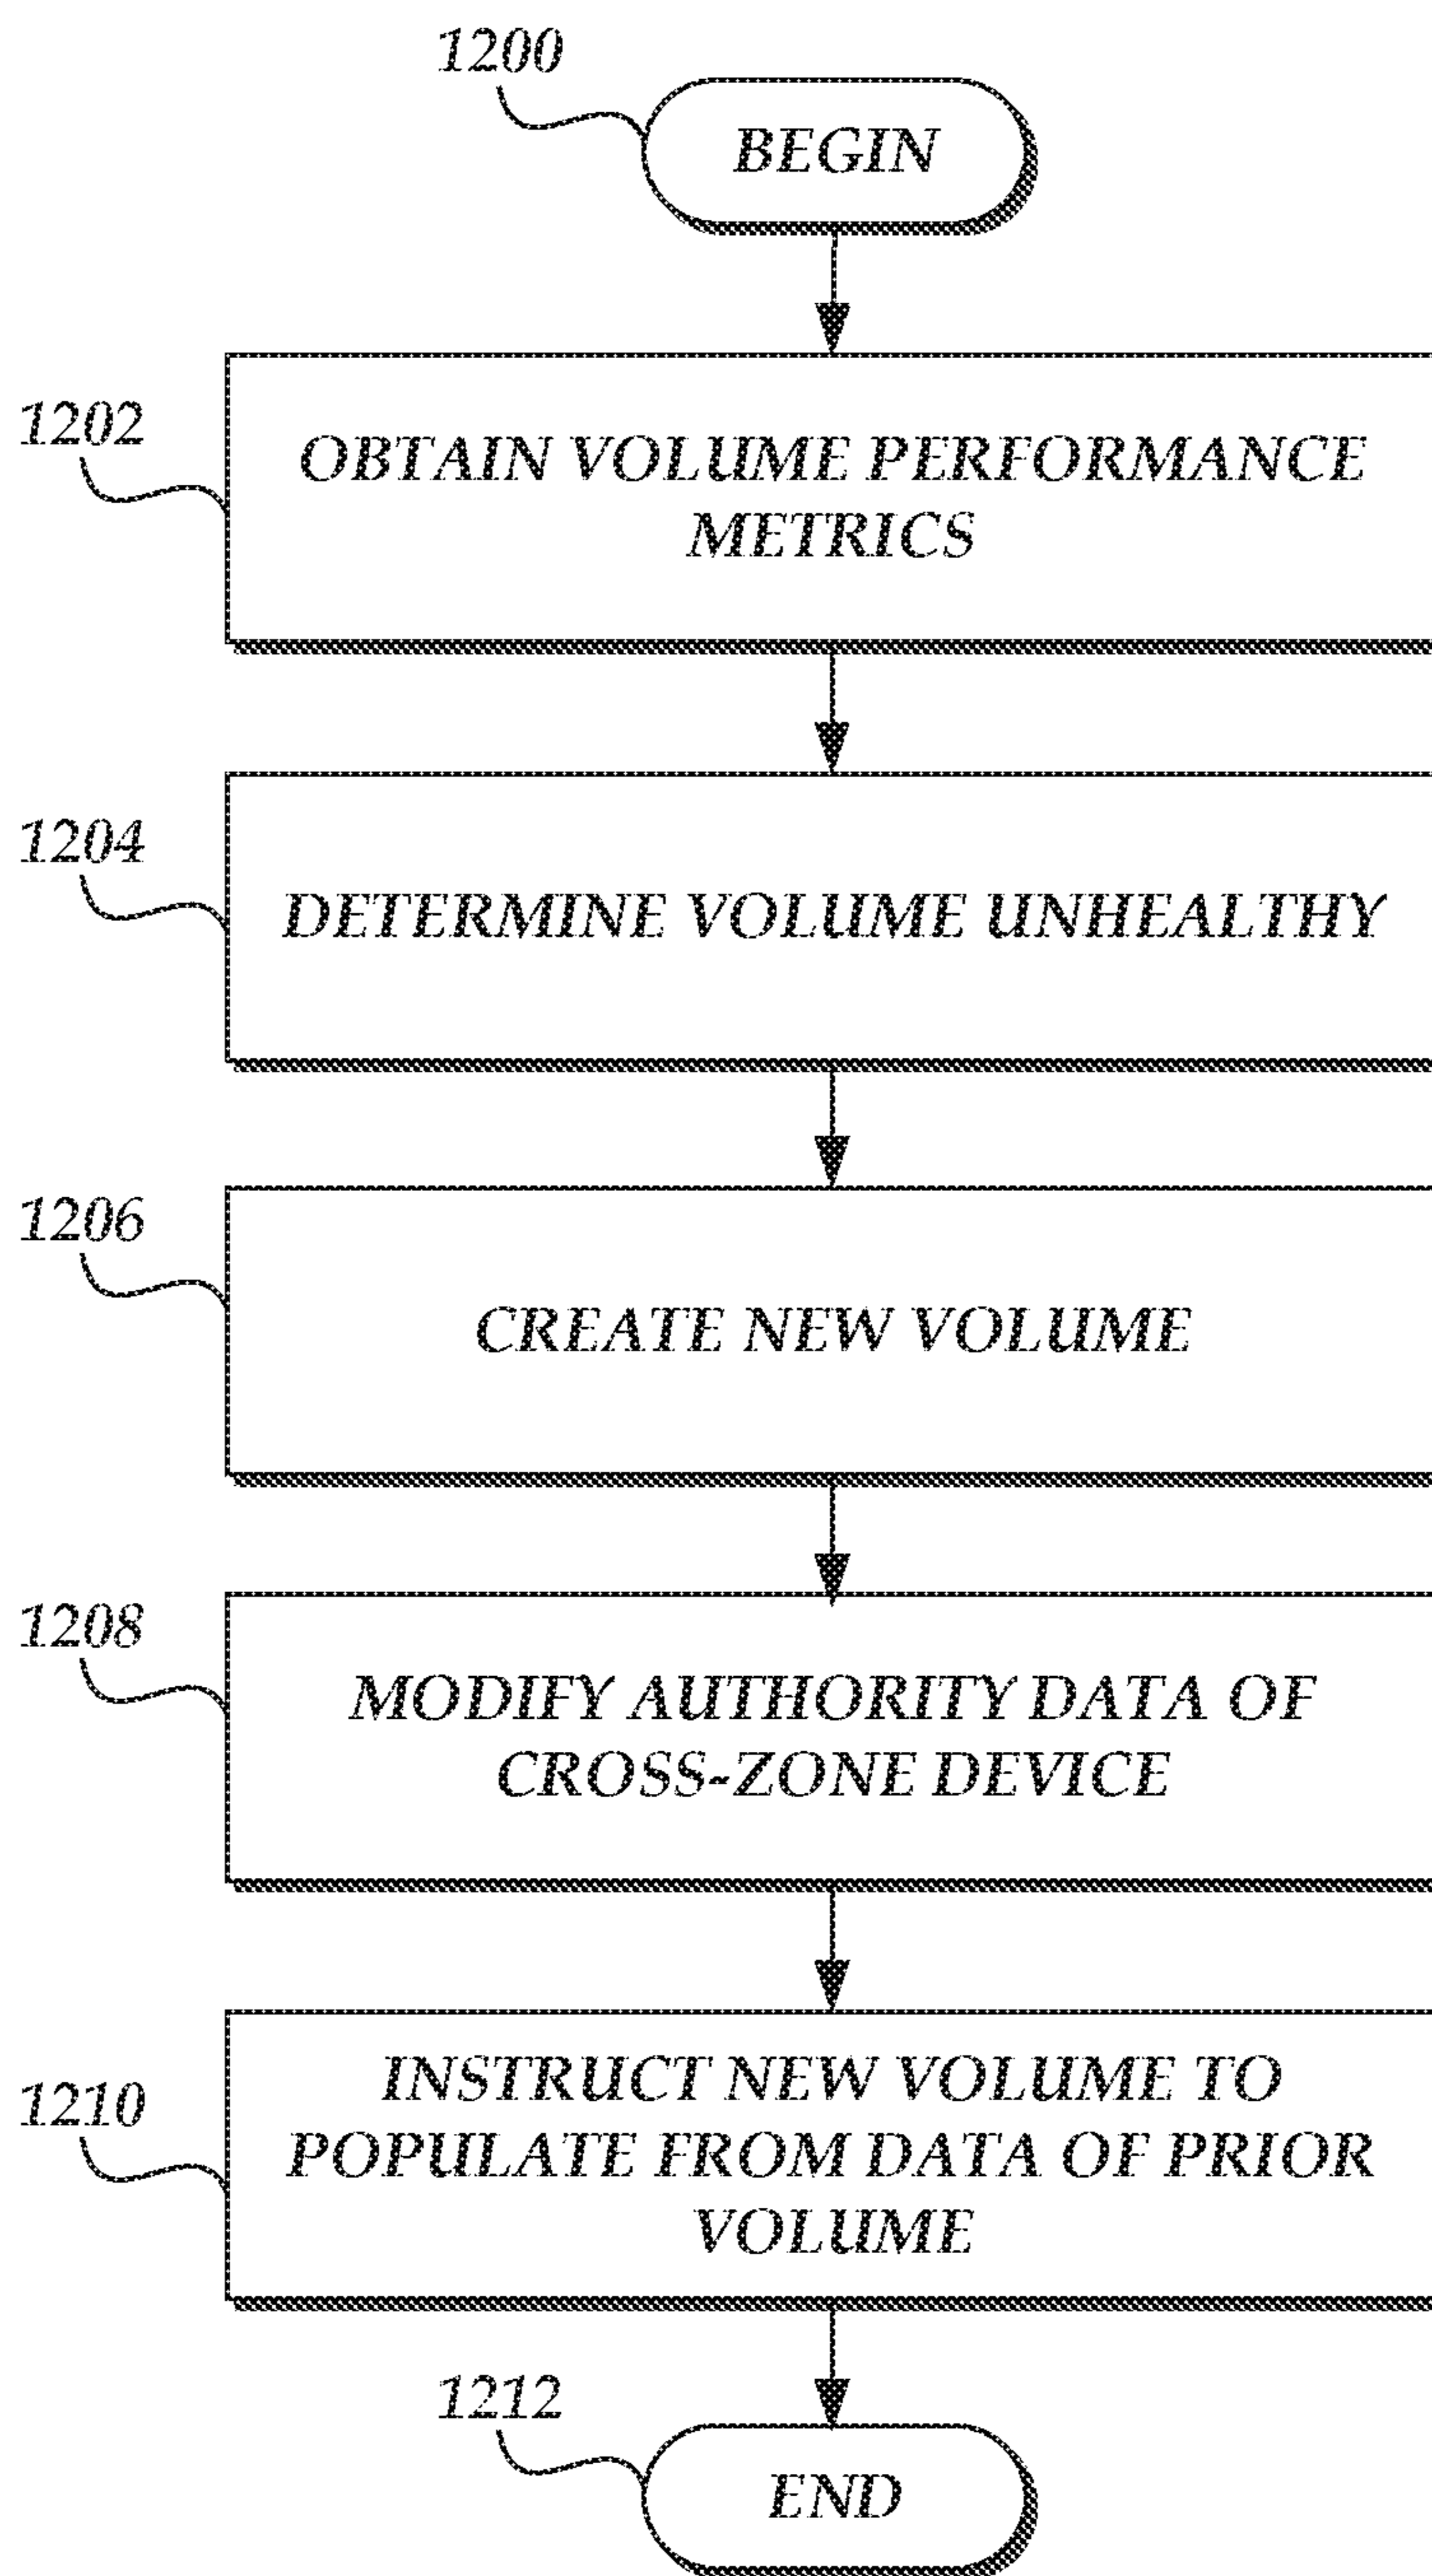 1200
BEGIN
1202
OBTAIN VOLUME PERFORMANCE
METRICS
1204
DETERMINE VOLUME UNHEALTHY
1206
CREATE NEW VOLUME
1208
MODIFY AUTHORITY DATA OF
CROSS-ZONE DEVICE
1210
INSTRUCT NEW VOLUME TO
POPULATE FROM DATA OF PRIOR
VOLUME
1212
END